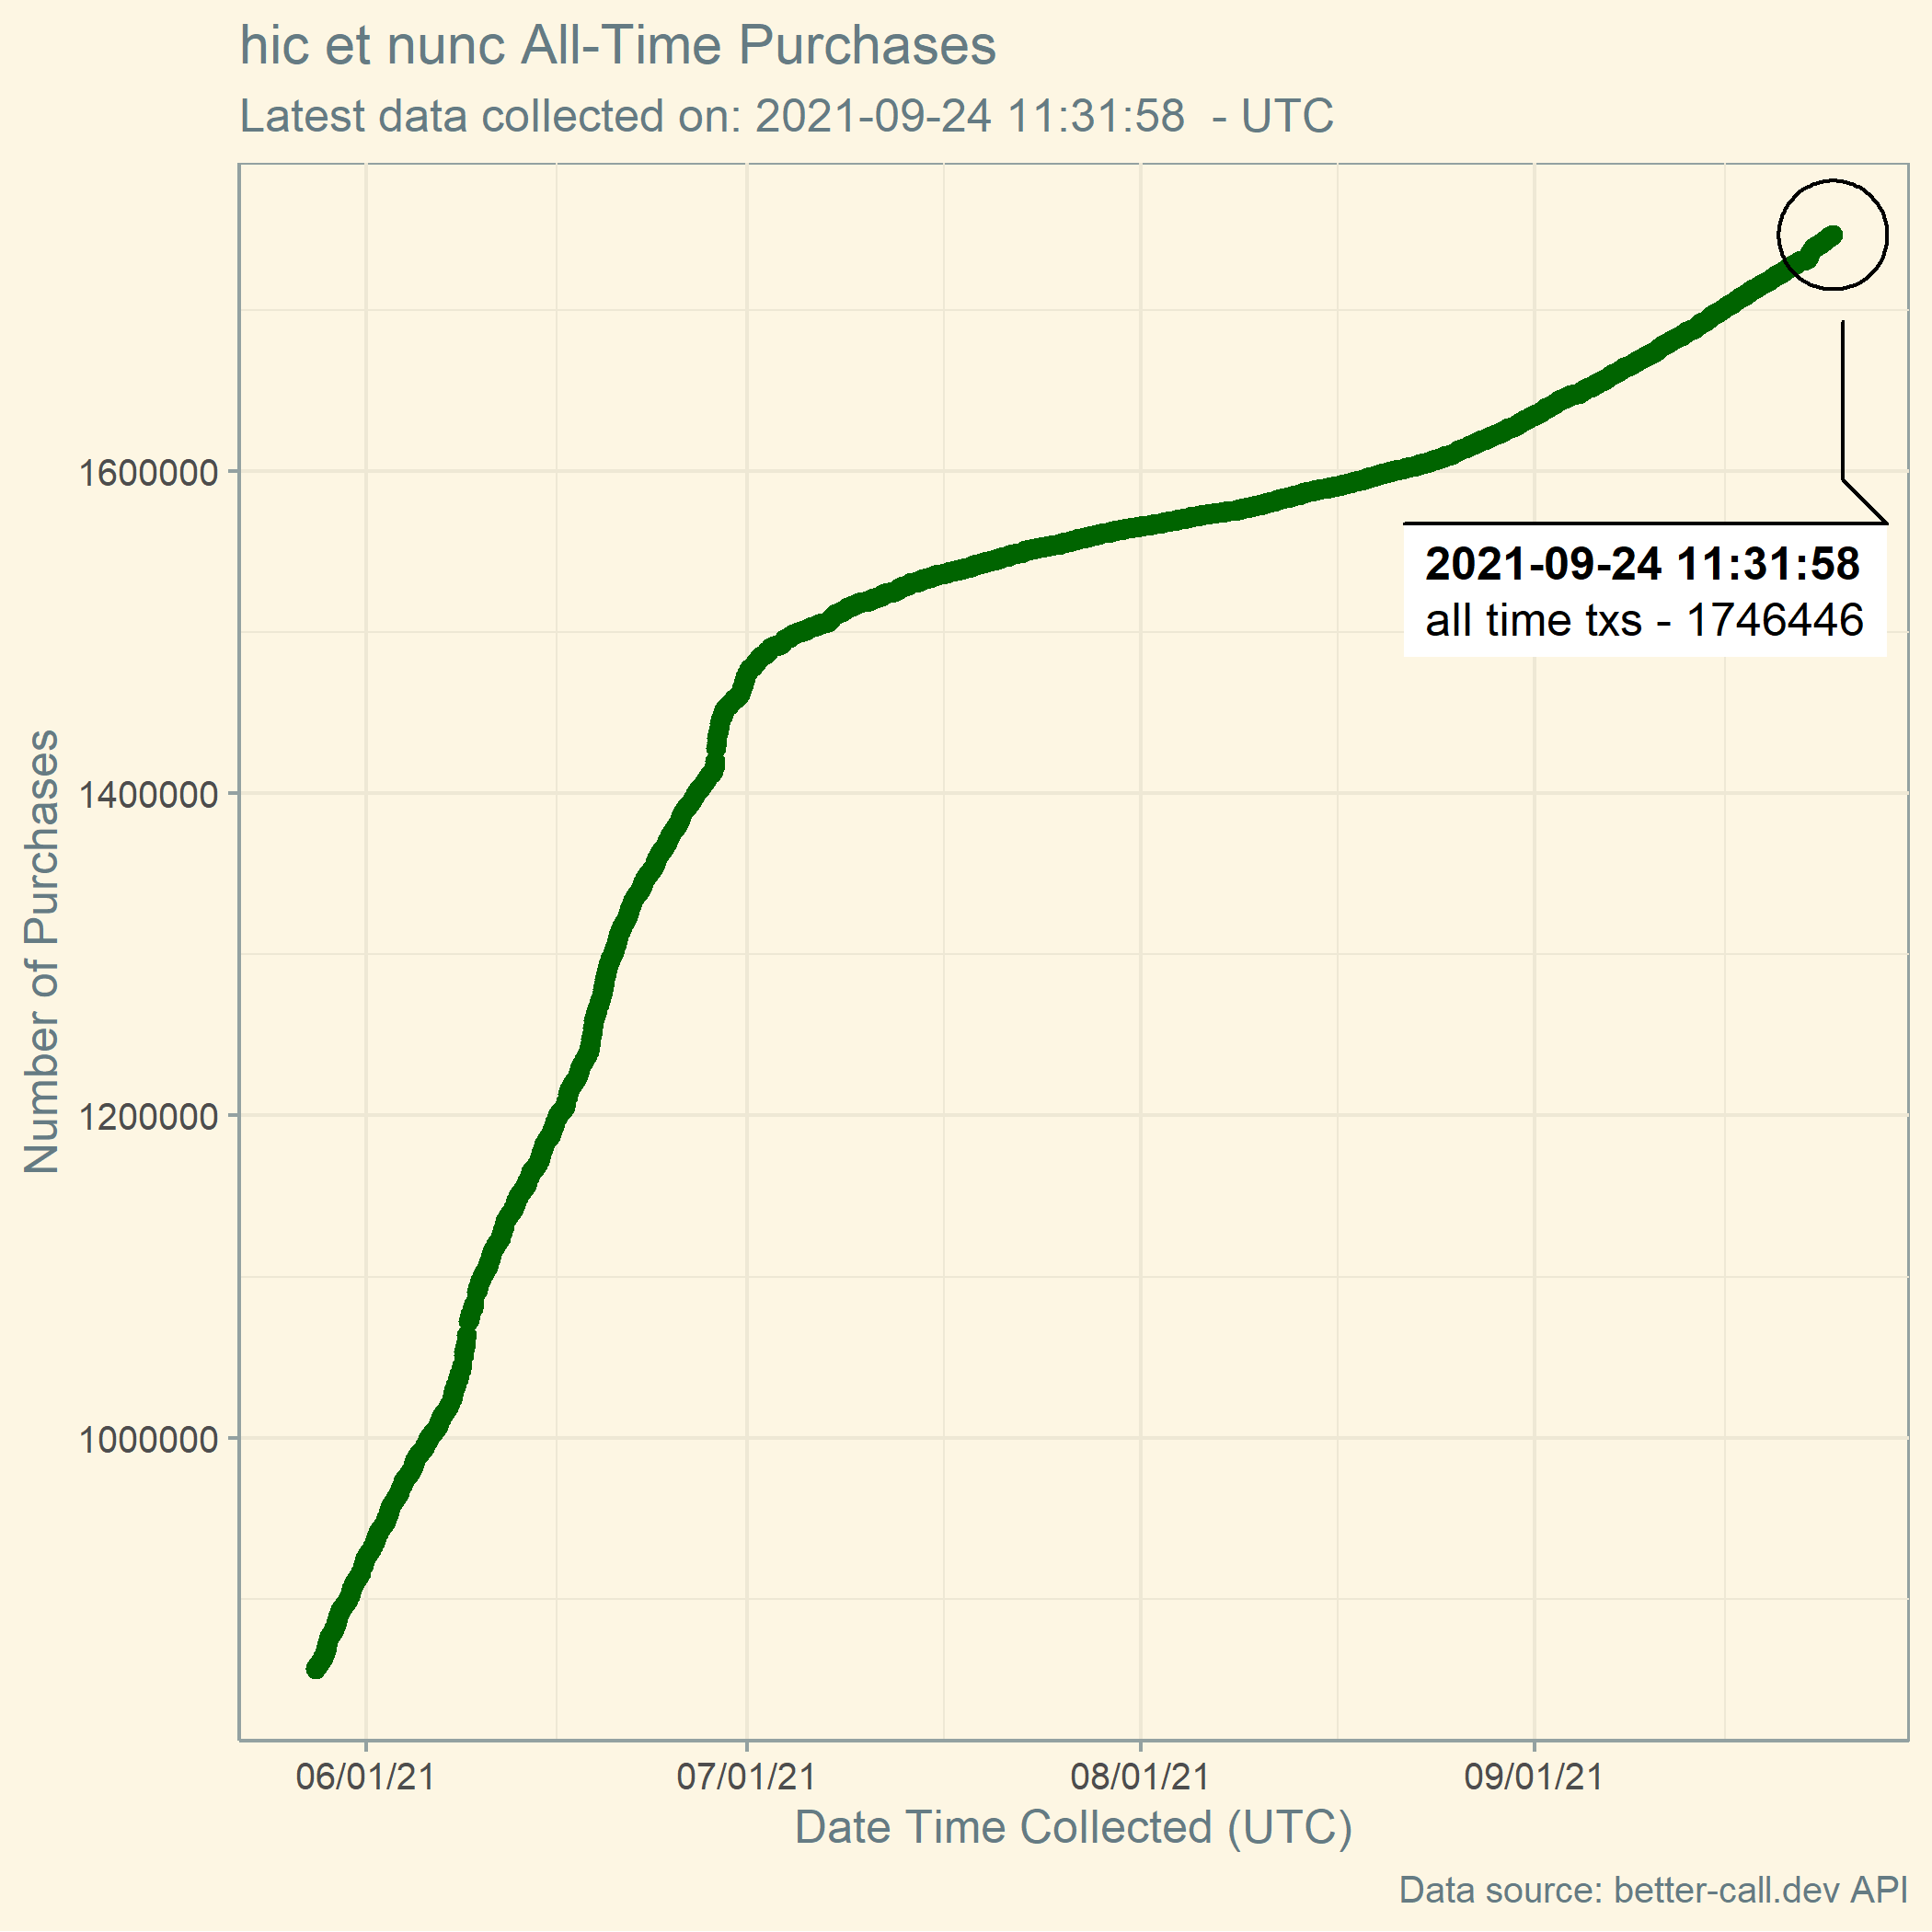 hic et nunc All-Time Purchases
Latest data collected on: 2021-09-24 11:31:58  - UTC
Number of Purchases
1600000
1400000
1200000
1000000
2021-09-24 11:31:58
all time txs - 1746446
06/01/21 07/01/21 08/01/21 09/01/21
Date Time Collected (UTC)
Data source: better-call.dev API